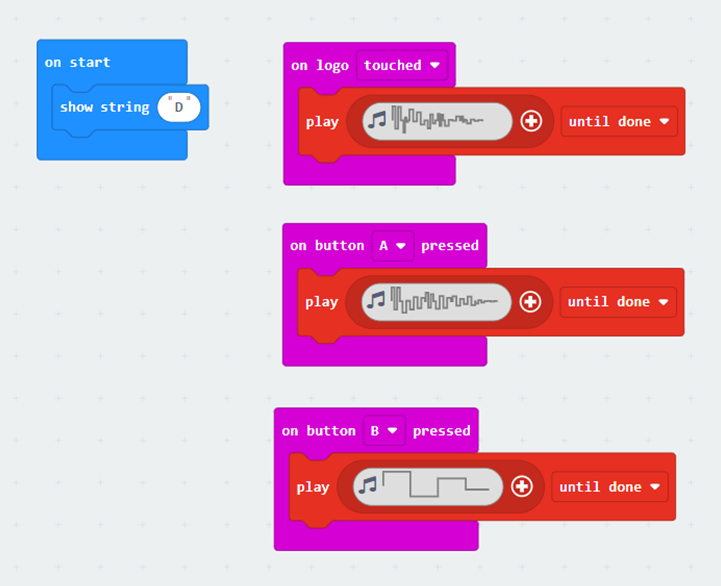 on start
show string "D"
on logo touched
play until done
on button A pressed
play until done
on button B pressed
play until done